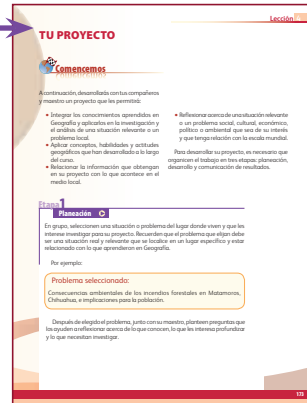 Lección
TU PROYECTO
Comencemos
A continuación, desarrollarás con tus compañeros
y maestro un proyecto que les permitirá:
• Integrar los conocimientos aprendidos en
Geografía y aplicarlos en la investigación y
el análisis de una situación relevante o un
problema local.
• Aplicar conceptos, habilidades y actitudes
geográficas que han desarrollado a lo largo
del curso.
• Relacionar la información que obtengan
en su proyecto con lo que acontece en el
medio local.
• Reflexionar acerca de una situación relevante
o un problema social, cultural, económico,
político o ambiental que sea de su interés
y que tenga relación con la escala mundial.
Para desarrollar su proyecto, es necesario que
organicen el trabajo en tres etapas: planeación,
desarrollo y comunicación de resultados.
Etapa 1
Planeación
En grupo, seleccionen una situación o problema del lugar donde viven y que les
interese investigar para su proyecto. Recuerden que el problema que elijan debe
ser una situación real y relevante que se localice en un lugar específico y estar
relacionado con lo que aprendieron en Geografía.
Por ejemplo:
Problema seleccionado:
Consecuencias ambientales de los incendios forestales en Matamoros,
Chihuahua, e implicaciones para la población.
Después de elegido el problema, junto con su maestro, planteen preguntas que
los ayuden a reflexionar acerca de lo que conocen, lo que les interesa profundizar
y lo que necesitan investigar.